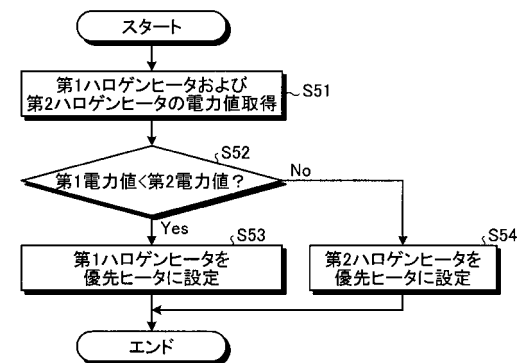 スタート
第1ハロゲンヒータおよび
第2ハロゲンヒータの電力値取得
S51
S52
第1電力値<第2電力値?
No
Yes
S53
第1ハロゲンヒータを
優先ヒータに設定
S54
第2ハロゲンヒータを
優先ヒータに設定
エンド